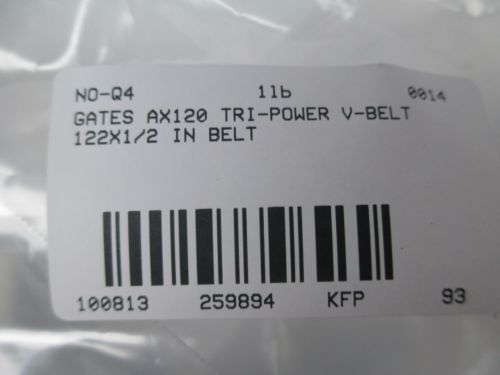 NO-Q4 1lb 0014
GATES AX120 TRI-POWER V-BELT
122X1/2 IN BELT
100813 259894 KFP 93